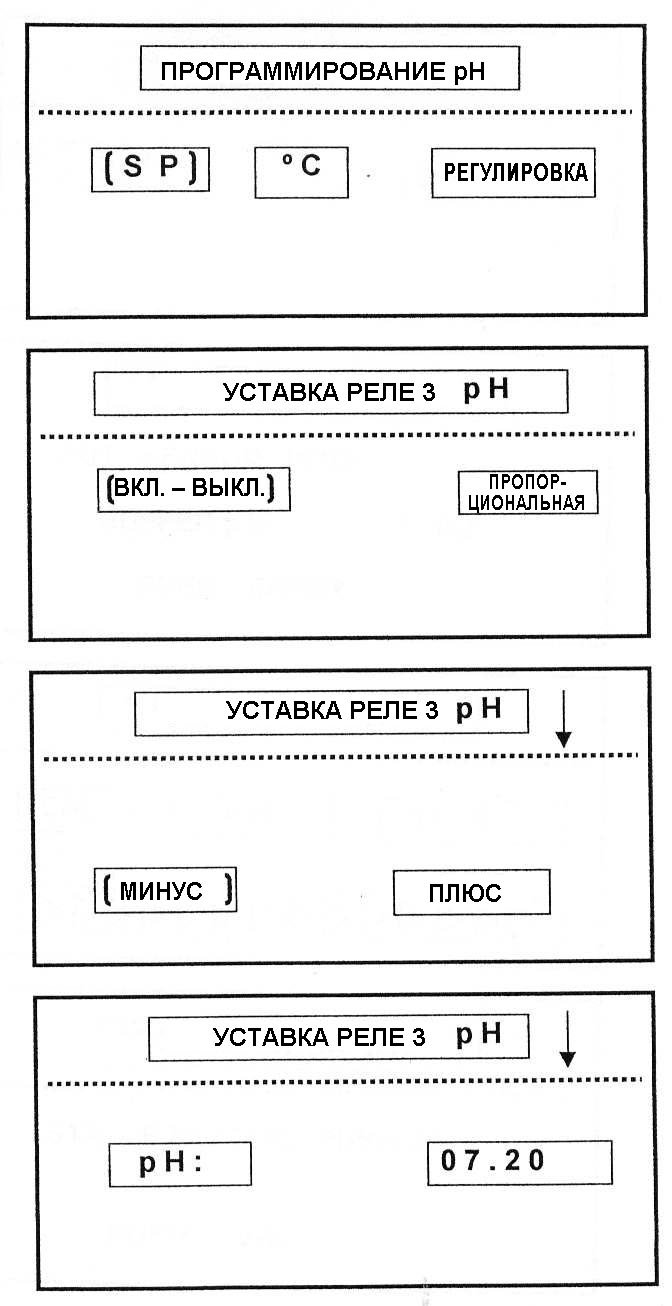 ПРОГРАММИРОВАНИЕ pH
(S P) ºC РЕГУЛИРОВКА
УСТАВКА РЕЛЕ 3 pH
(ВКЛ. – ВЫКЛ.) ПРОПОР-
ЦИОНАЛЬНАЯ
УСТАВКА РЕЛЕ 3 pH
(МИНУС) ПЛЮС
УСТАВКА РЕЛЕ 3 pH
pH: 07.20